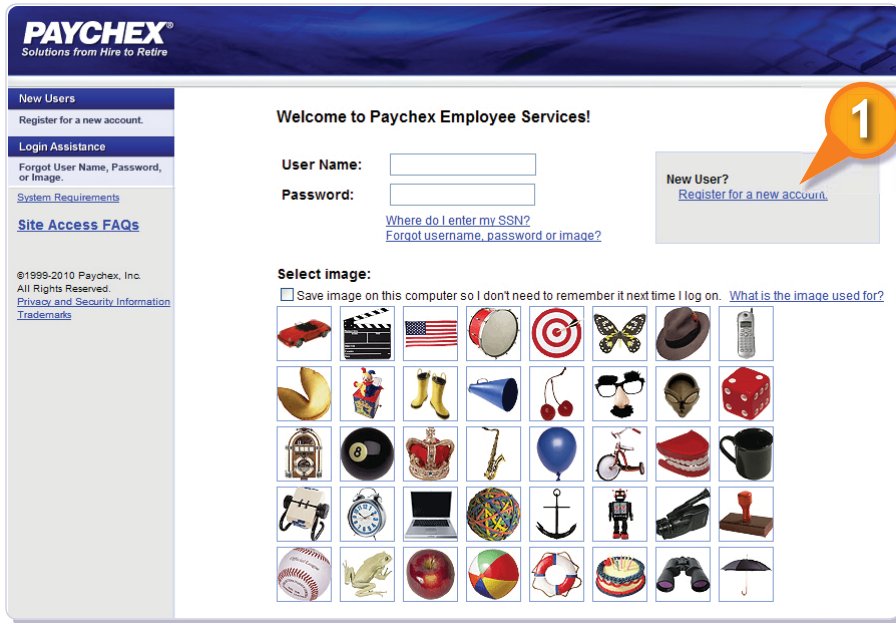 PAYCHEX®
Solutions from Hire to Retire
New Users
Register for a new account.
Login Assistance
Forgot User Name, Password,
or Image.
System Requirements
Site Access FAQs
©1999-2010 Paychex, Inc.
All Rights Reserved.
Privacy and Security Information
Trademarks
Welcome to Paychex Employee Services!
User Name:
Password:
Where do I enter my SSN?
Forgot username, password or image?
1
New User?
Register for a new account.
Select image:
Save image on this computer so I don't need to remember it next time I log on. What is the image used for?
8